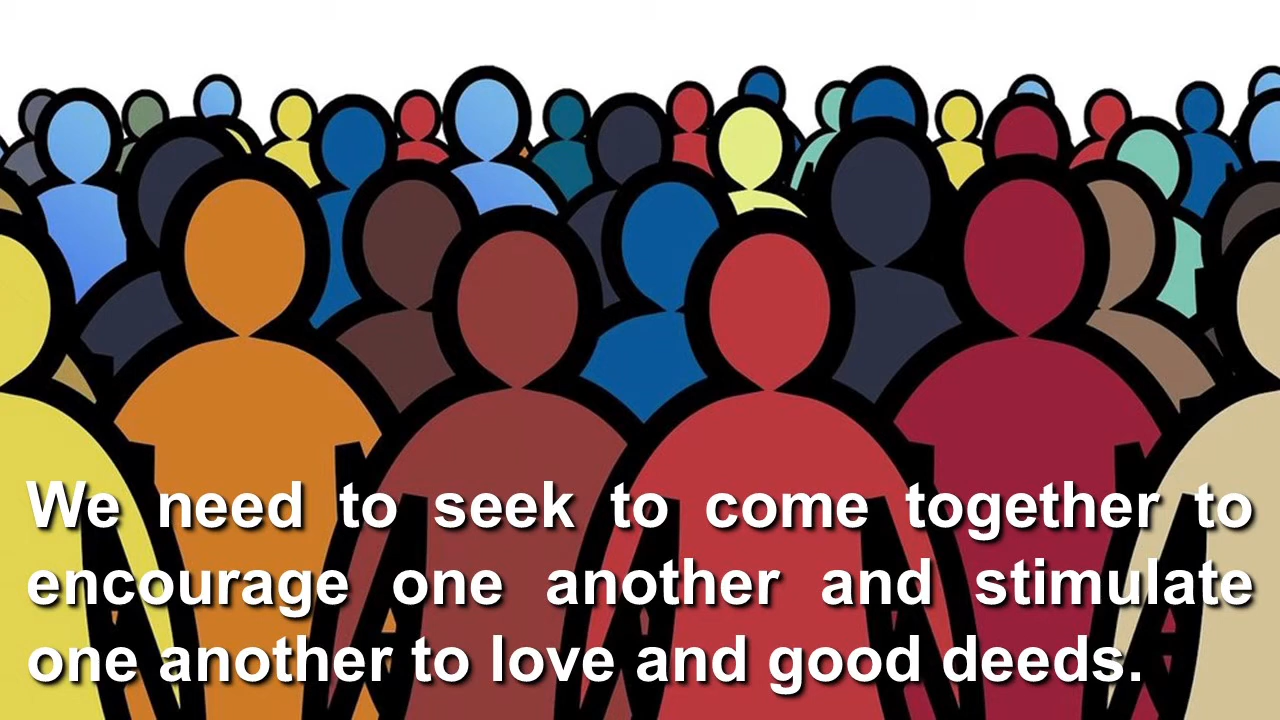 We need to seek to come together to
encourage one another and stimulate
one another to love and good deeds.